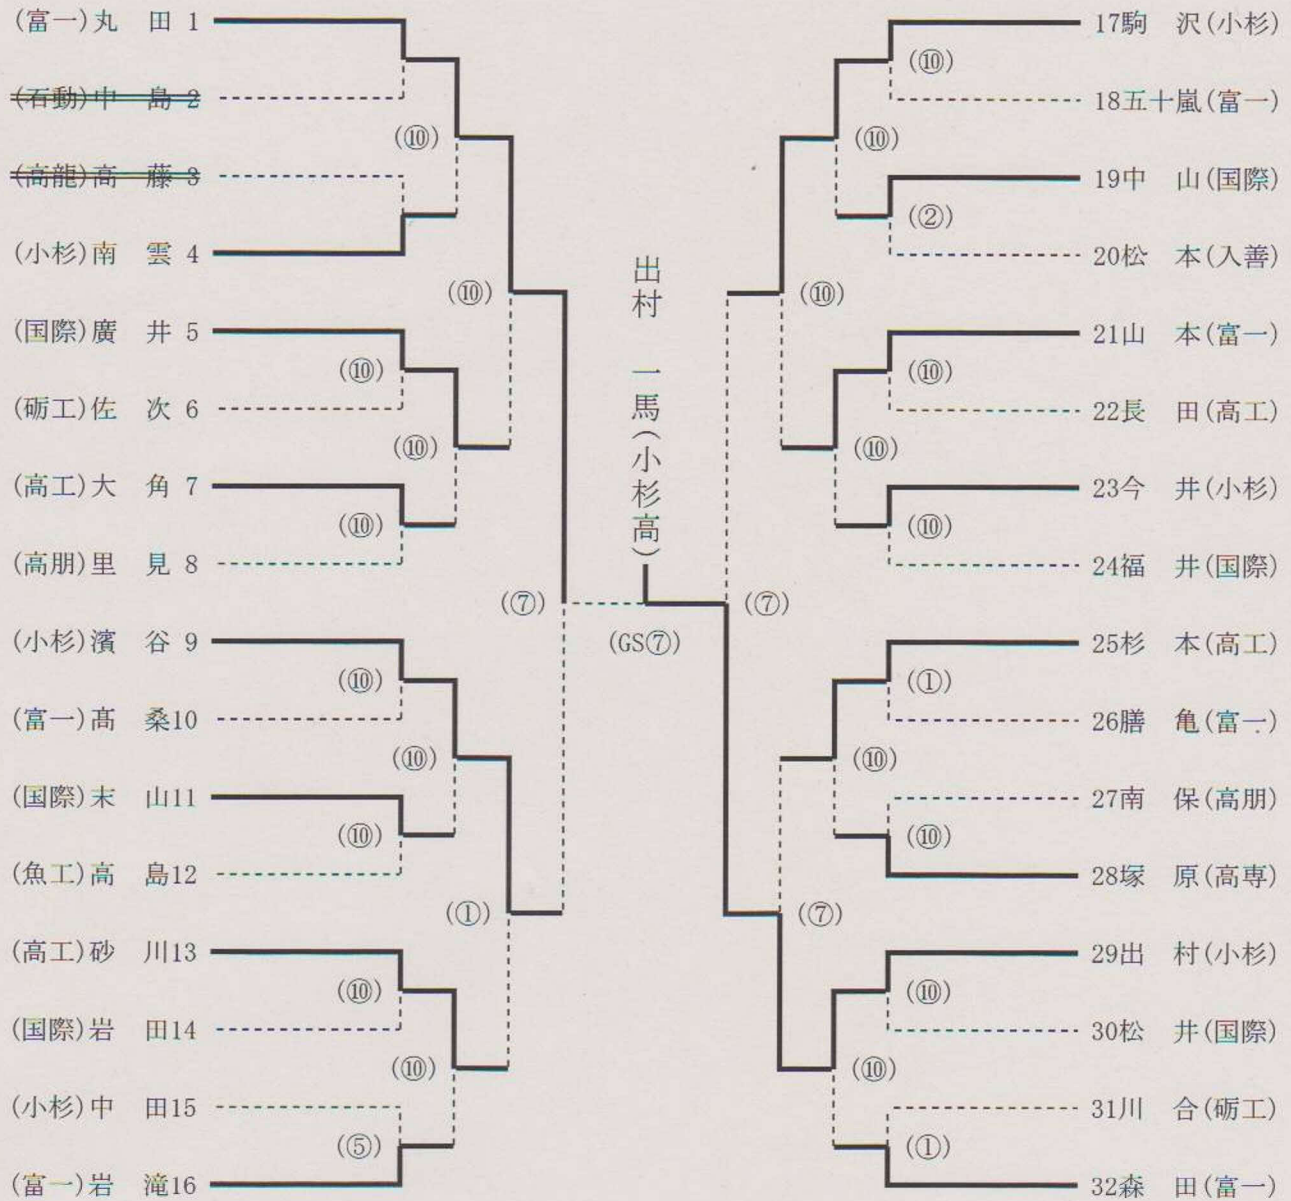 (富一)丸　田 1
(石動)中　島 2
(⑩)
(高龍)高　藤 3
(小杉)南　雲 4
(⑩)
(国際)廣　井 5
(⑩)
(砺工)佐　次 6
(⑩)
(高工)大　角 7
(⑩)
(高朋)里　見 8
(⑦)
(小杉)濱　谷 9
(⑩)
(富一)髙　桑10
(⑩)
(国際)末　山11
(⑩)
(魚工)高　島12
(①)
(高工)砂　川13
(⑩)
(国際)岩　田14
(⑩)
(小杉)中　田15
(⑤)
(富一)岩　滝16
出村　一馬(小杉高)
(GS⑦)
17駒　沢(小杉)
(⑩)
18五十嵐(富一)
(⑩)
19中　山(国際)
(②)
20松　本(入善)
(⑩)
21山　本(富一)
(⑩)
22長　田(高工)
(⑩)
23今　井(小杉)
(⑩)
24福　井(国際)
(⑦)
25杉　本(高工)
(①)
26膳　亀(富一)
(⑩)
27南　保(高朋)
(⑩)
28塚　原(高専)
(⑦)
29出　村(小杉)
(⑩)
30松　井(国際)
(⑩)
31川　合(砺工)
(①)
32森　田(富一)